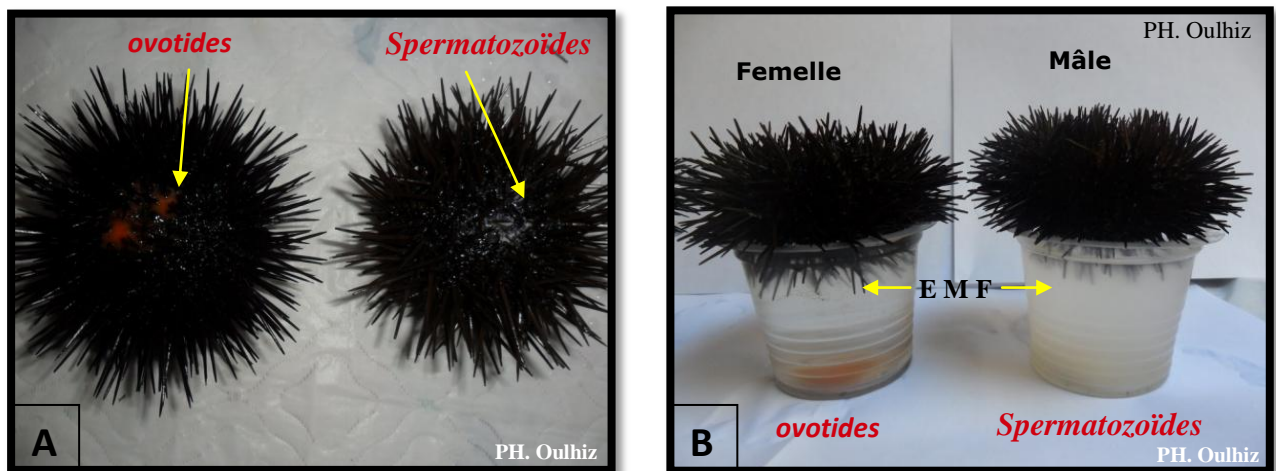 ovotides
Spermatozoïdes
A
PH. Oulhiz
PH. Oulhiz
Femelle
Mâle
E M F
B
ovotides
Spermatozoïdes
PH. Oulhiz